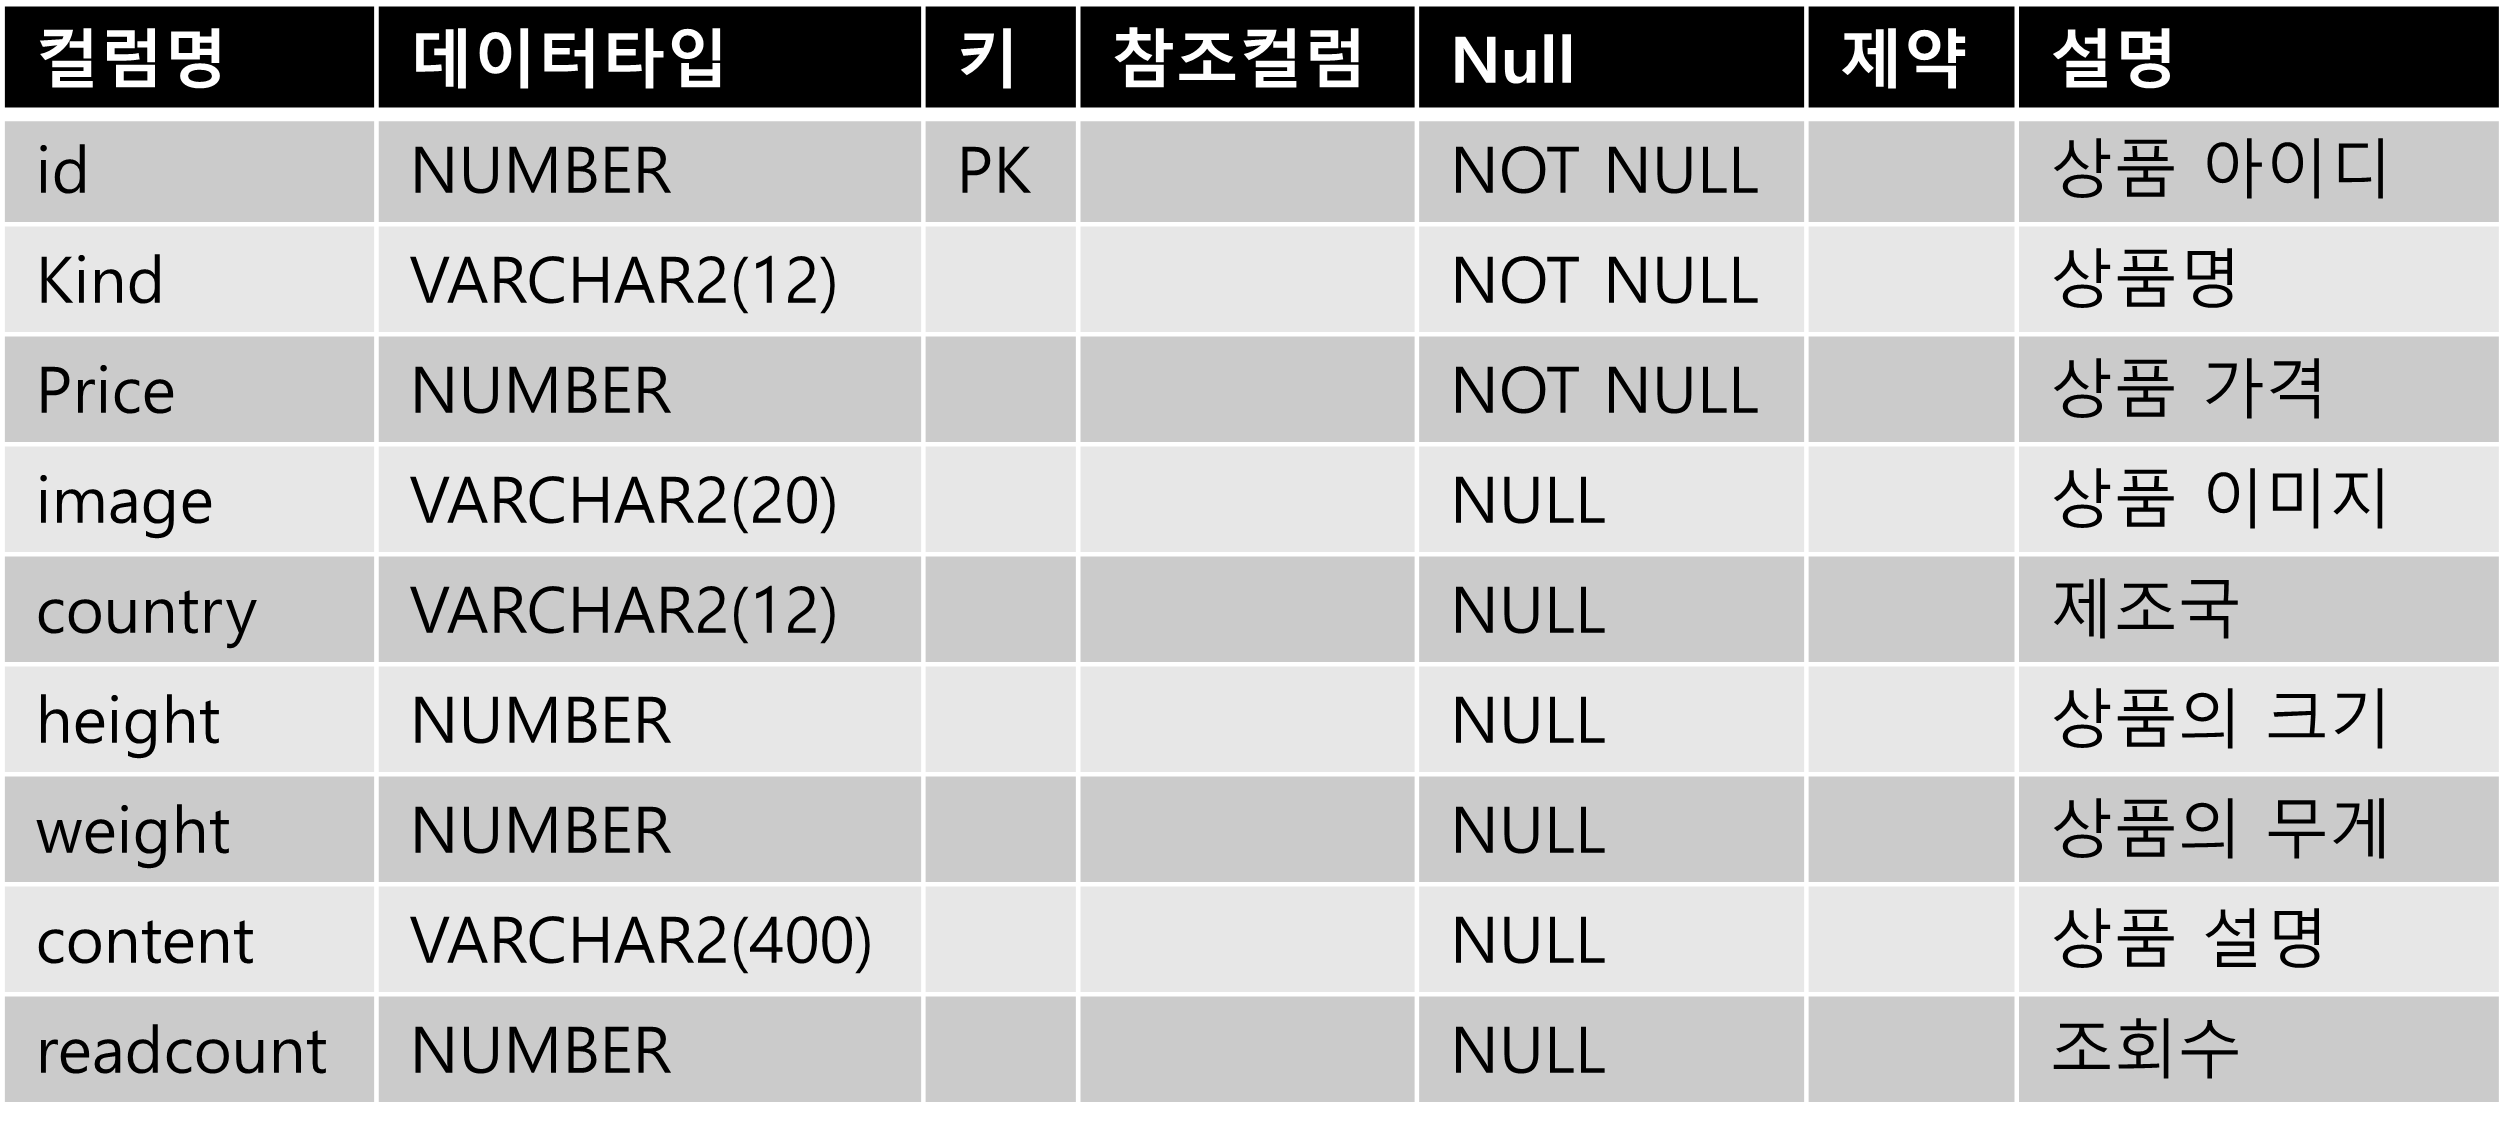 컬럼명 데이터타입 키 참조컬럼 Null 제약 설명
id NUMBER PK NOT NULL 상품 아이디
Kind VARCHAR2(12) NOT NULL 상품명
Price NUMBER NOT NULL 상품 가격
image VARCHAR2(20) NULL 상품 이미지
country VARCHAR2(12) NULL 제조국
height NUMBER NULL 상품의 크기
weight NUMBER NULL 상품의 무게
content VARCHAR2(400) NULL 상품 설명
readcount NUMBER NULL 조회수